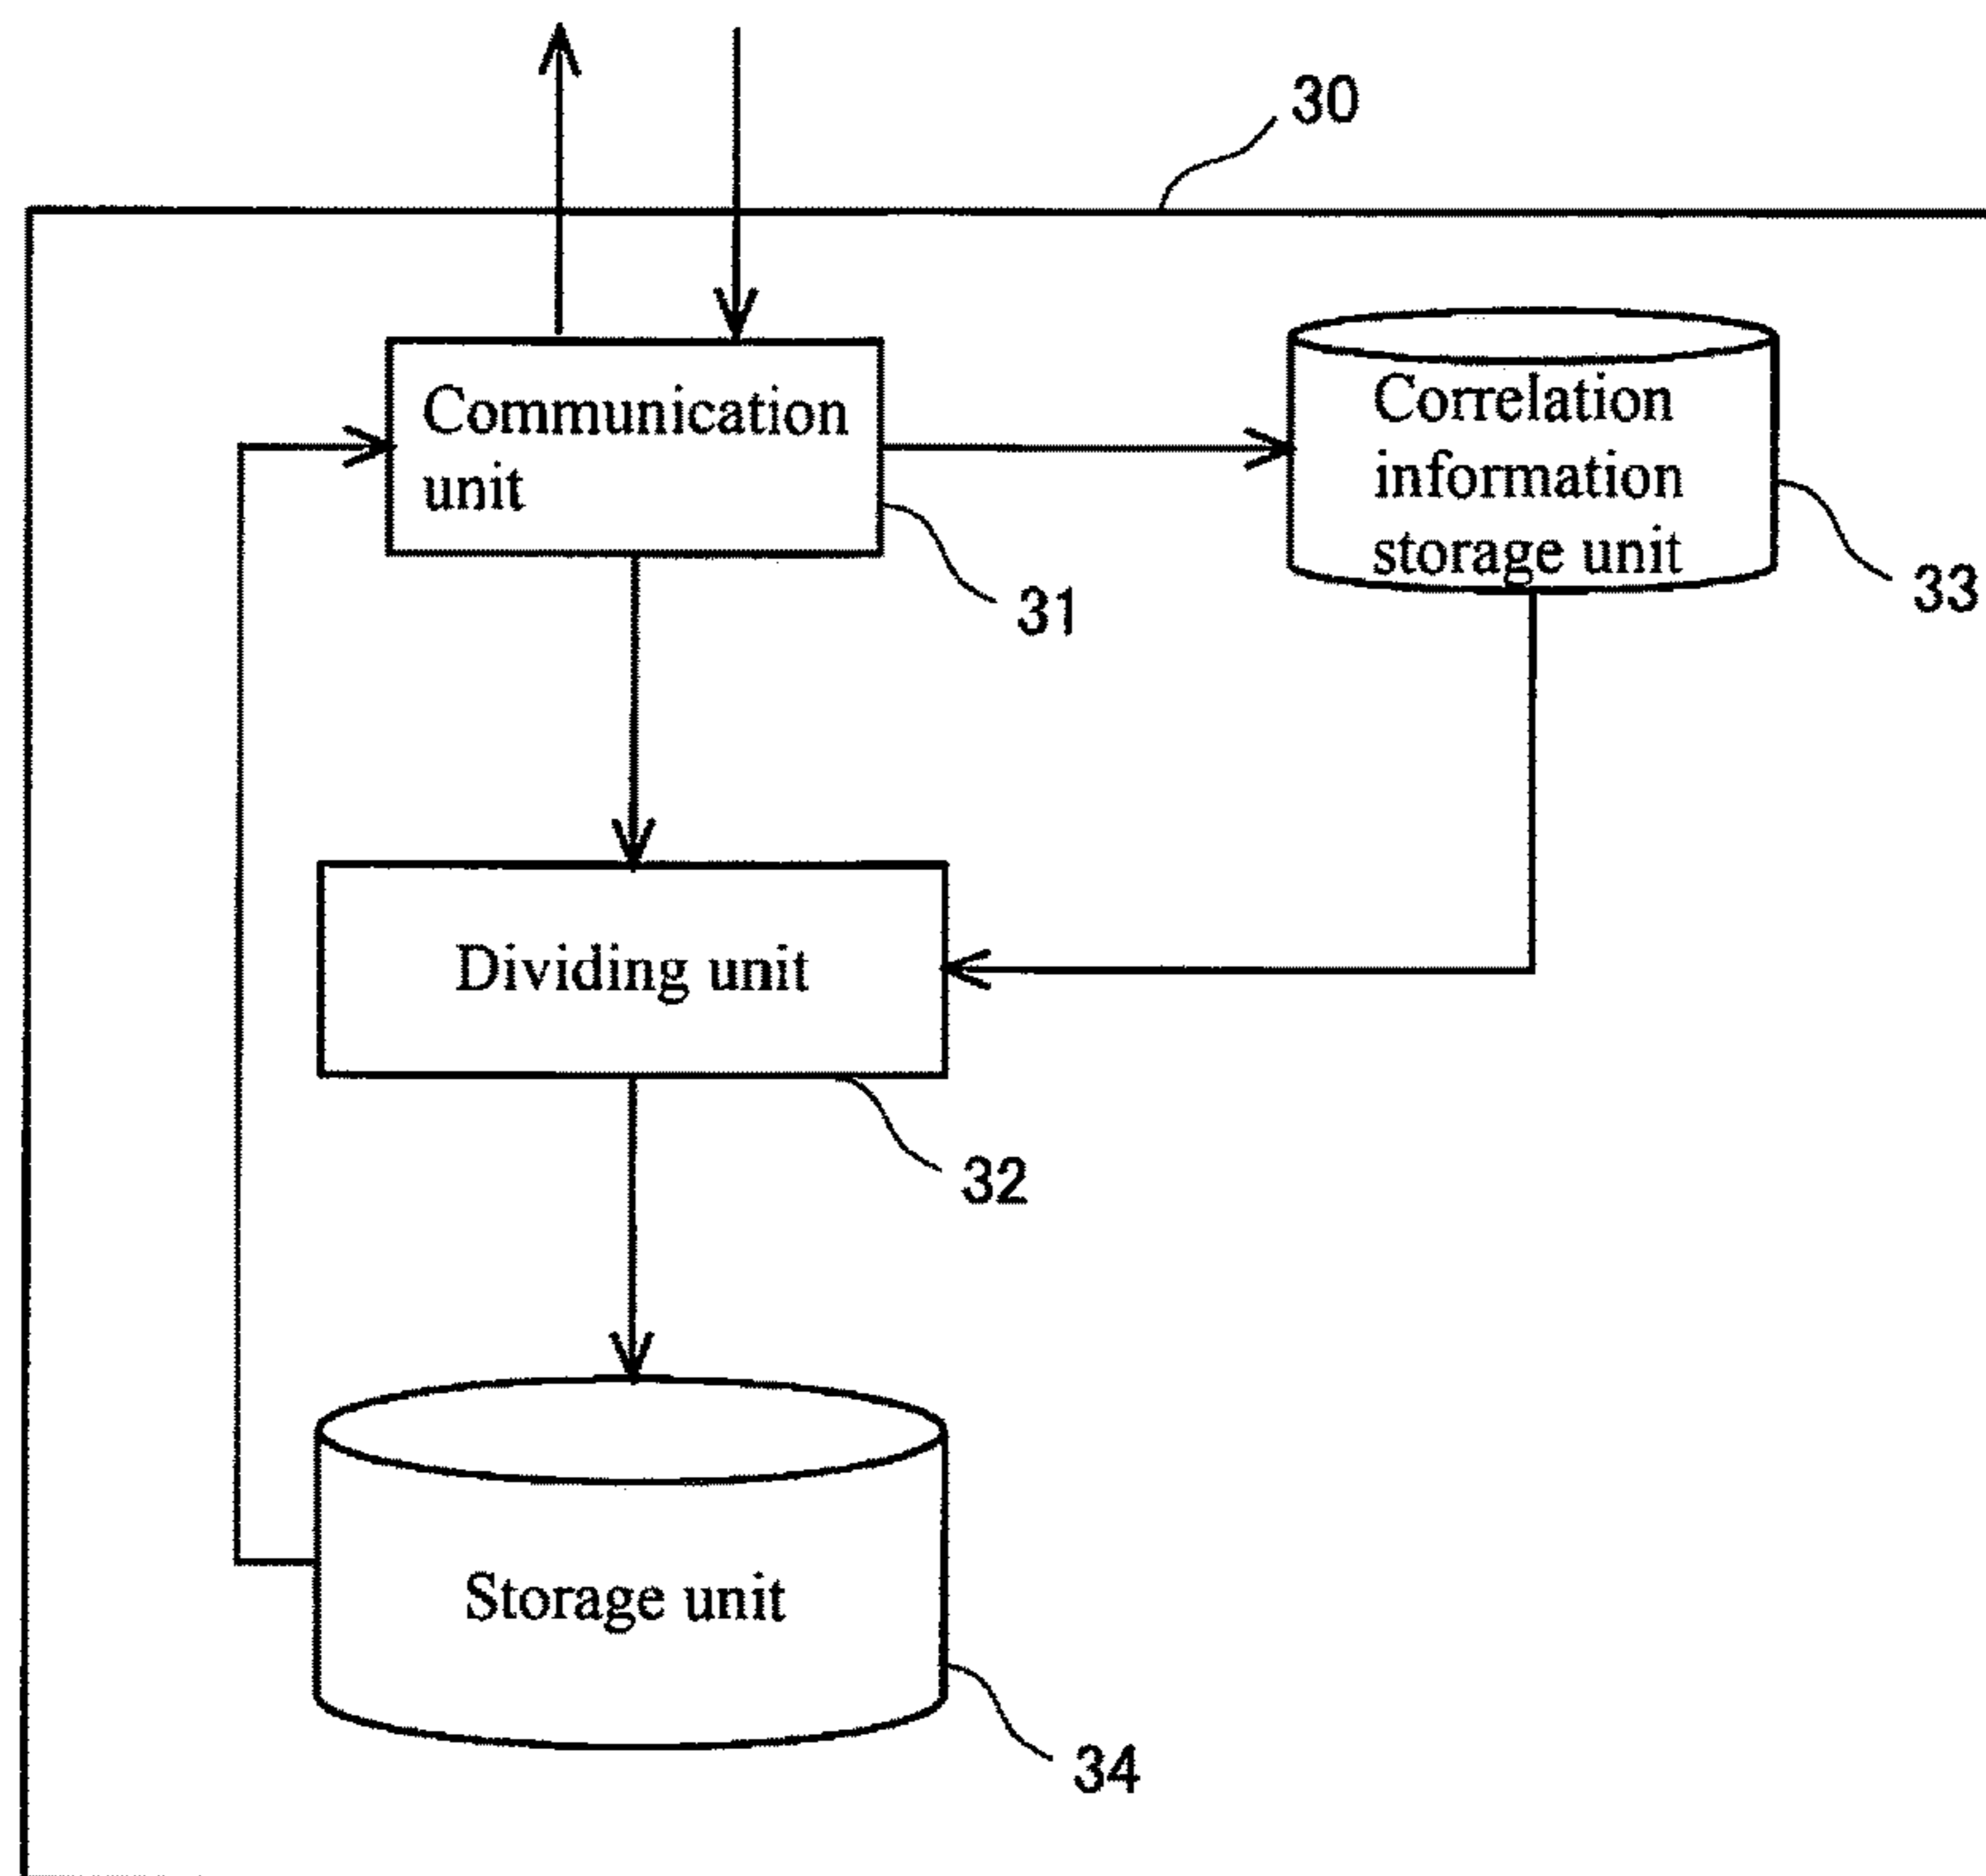 30
Communication
unit
31
Correlation
information
storage unit
33
Dividing unit
32
Storage unit
34